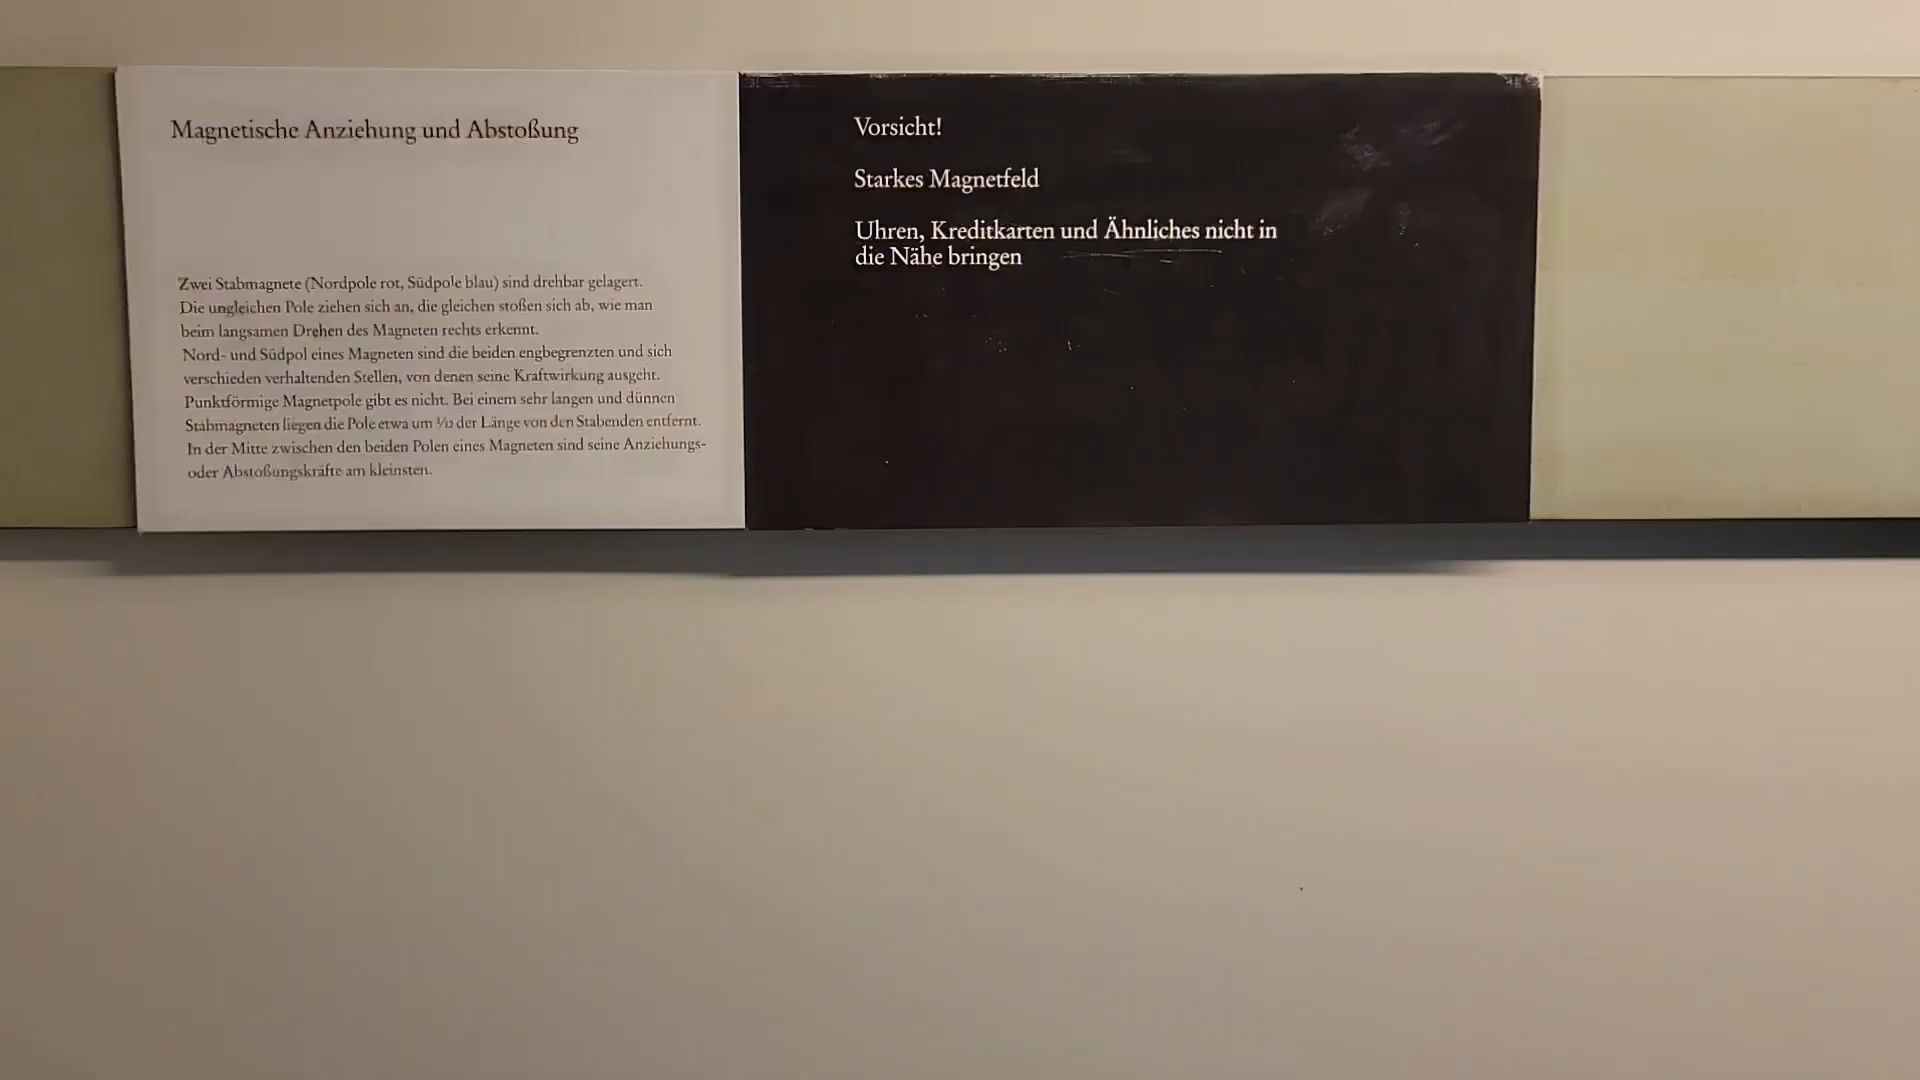 Magnetische Anziehung und Abstoßung
Zwei Stabmagnete (Nordpole rot, Südpole blau) sind drehbar gelagert.
Die ungleichen Pole ziehen sich an, die gleichen stoßen sich ab, wie man
beim langsamen Drehen des Magneten rechts erkennt.
Nord- und Südpol eines Magneten sind die beiden engbegrenzten und sich
verschieden verhaltenden Stellen, von denen seine Kraftwirkung ausgeht.
Punktförmige Magnetpole gibt es nicht. Bei einem sehr langen und dünnen
Stabmagneten liegen die Pole etwa um 1/12 der Länge von den Stabenden entfernt.
In der Mitte zwischen den beiden Polen eines Magneten sind seine Anziehungs-
oder Abstoßungskräfte am kleinsten.
Vorsicht!
Starkes Magnetfeld
Uhren, Kreditkarten und Ähnliches nicht in
die Nähe bringen